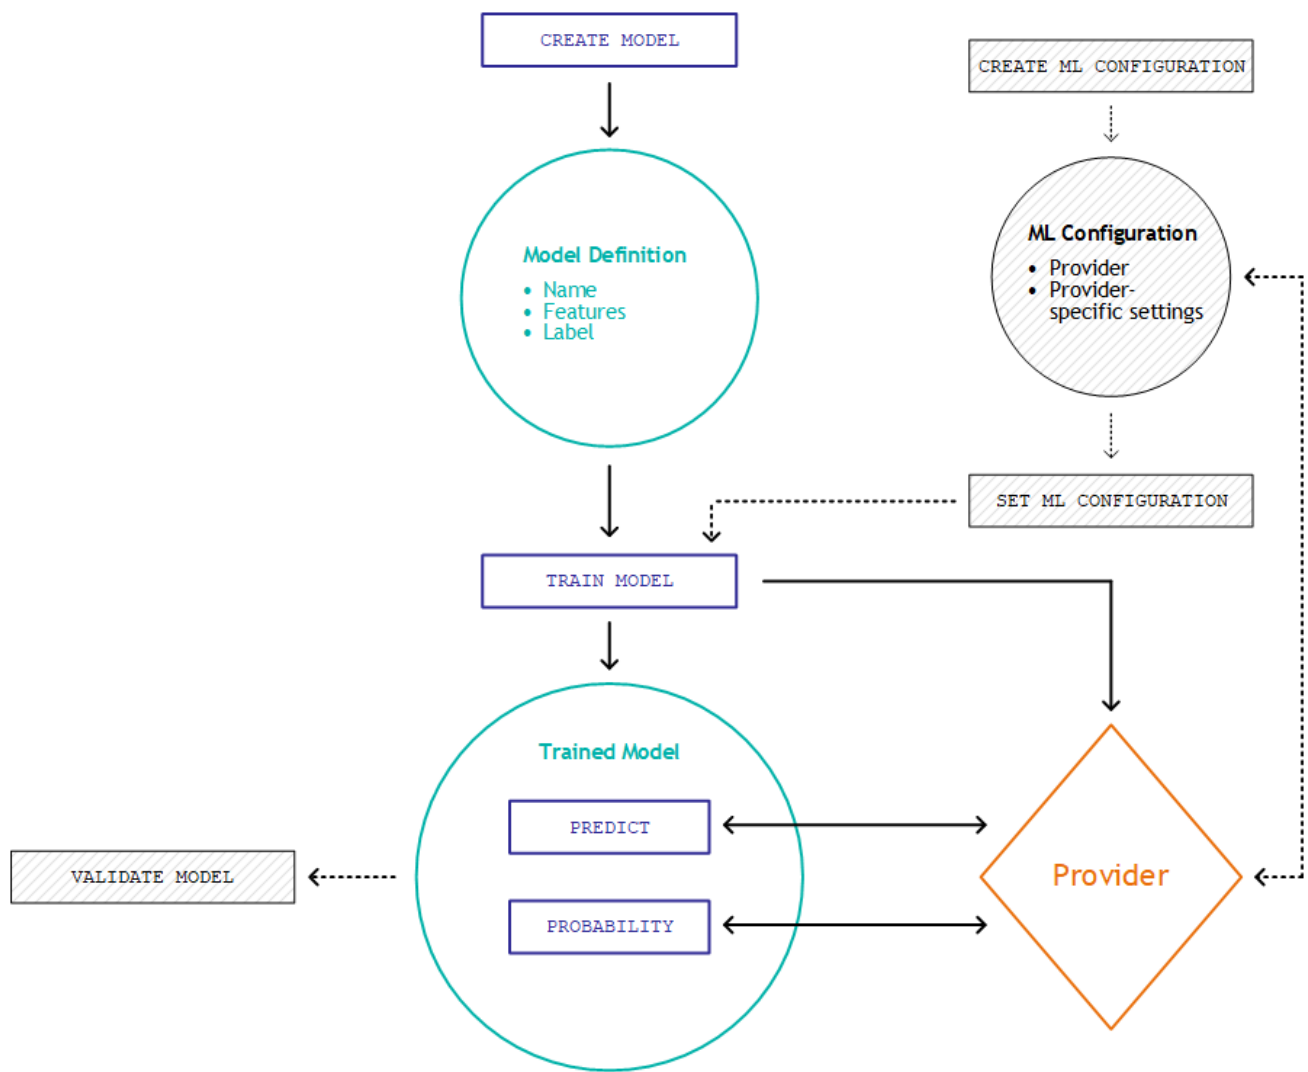 CREATE MODEL
CREATE ML CONFIGURATION
Model Definition
• Name
• Features
• Label
ML Configuration
• Provider
• Provider-
specific settings
SET ML CONFIGURATION
TRAIN MODEL
Trained Model
PREDICT
PROBABILITY
VALIDATE MODEL
Provider